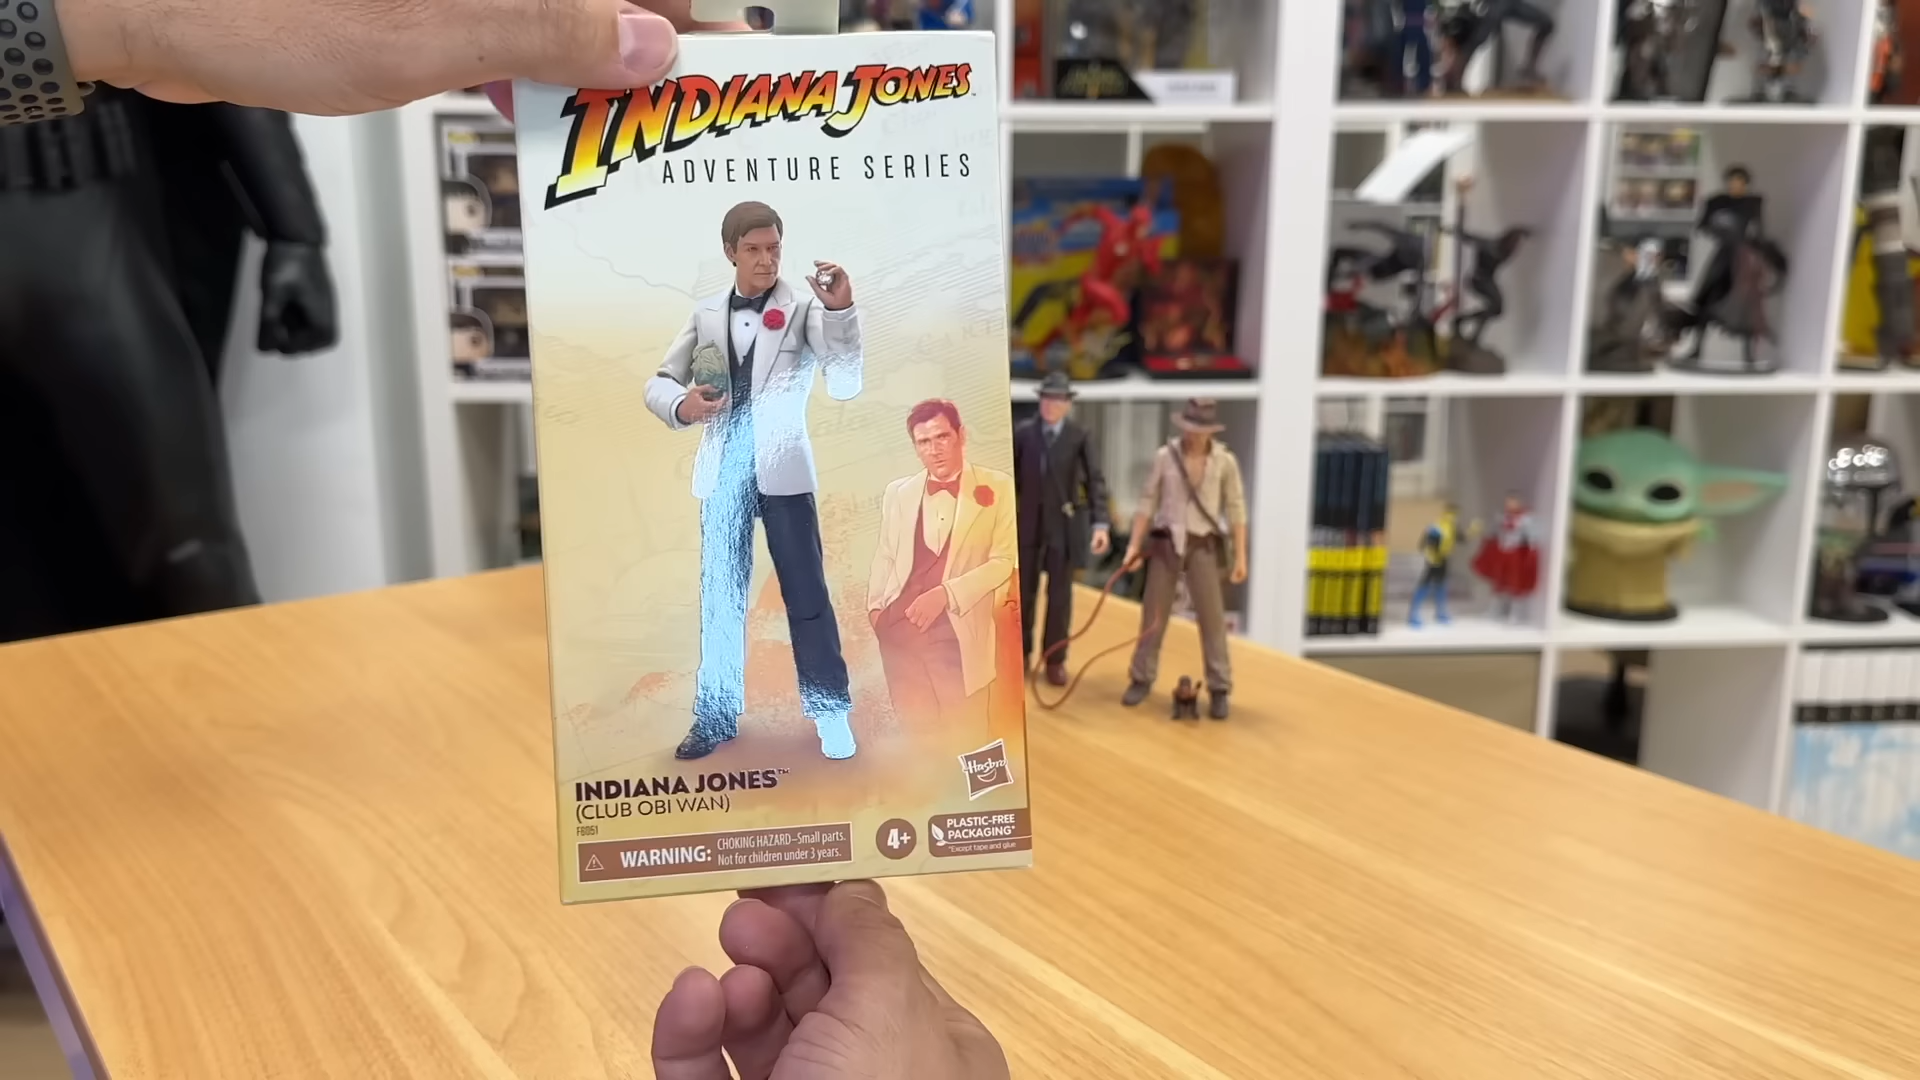 INDIANA JONES
ADVENTURE SERIES
INDIANA JONES™
(CLUB OBI WAN)
F6051
WARNING: CHOKING HAZARD–Small parts.
Not for children under 3 years.
4+
PLASTIC-FREE
PACKAGING*
*Except tape and glue
Hasbro